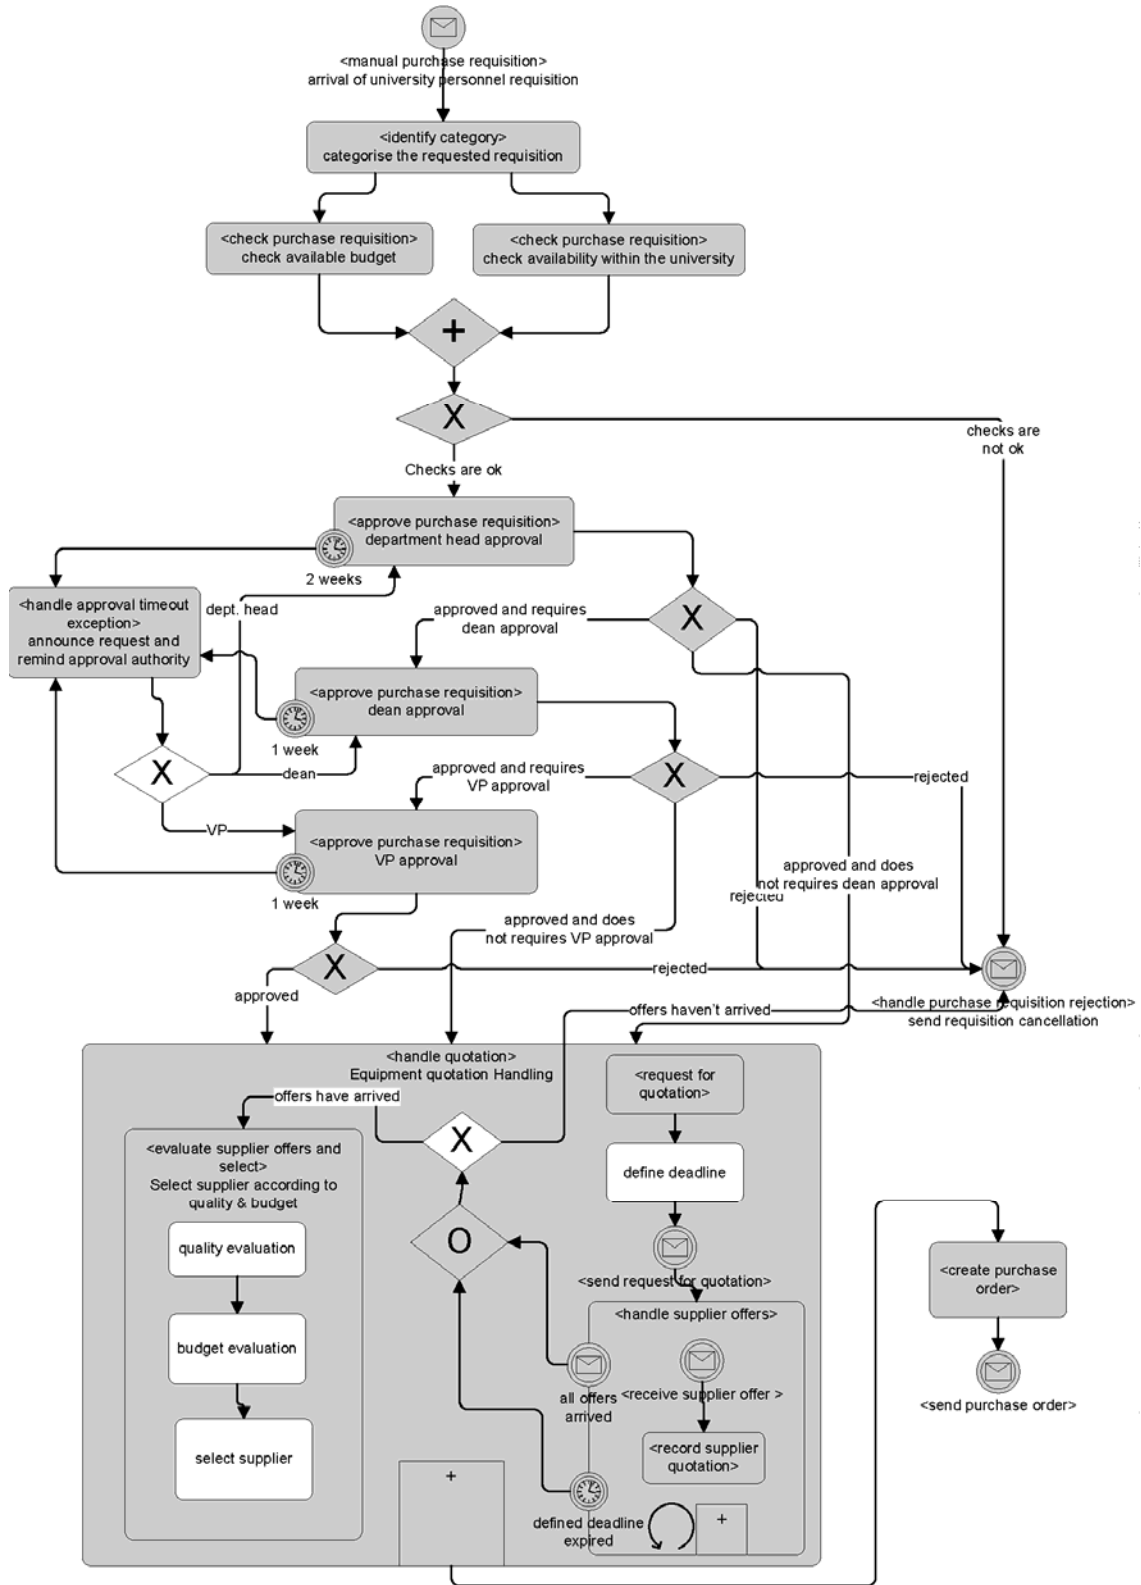 <manual purchase requisition>
arrival of university personnel requisition
<identify category>
categorise the requested requisition
<check purchase requisition>
check available budget
<check purchase requisition>
check availability within the university
+
X
checks are
not ok
Checks are ok
<approve purchase requisition>
department head approval
2 weeks
<handle approval timeout
exception>
announce request and
remind approval authority
dept. head
approved and requires
dean approval
X
<approve purchase requisition>
dean approval
1 week
X
dean
approved and requires
VP approval
X
rejected
VP
<approve purchase requisition>
VP approval
1 week
approved and does
not requires dean approval
rejected
approved and does
not requires VP approval
X
rejected
approved
<handle purchase requisition rejection>
send requisition cancellation
offers haven't arrived
<handle quotation>
Equipment quotation Handling
<request for
quotation>
offers have arrived
X
<evaluate supplier offers and
select>
Select supplier according to
quality & budget
define deadline
quality evaluation
O
<send request for quotation>
<create purchase
order>
<handle supplier offers>
budget evaluation
all offers
arrived
<receive supplier offer >
<send purchase order>
select supplier
<record supplier
quotation>
+
defined deadline
expired
+